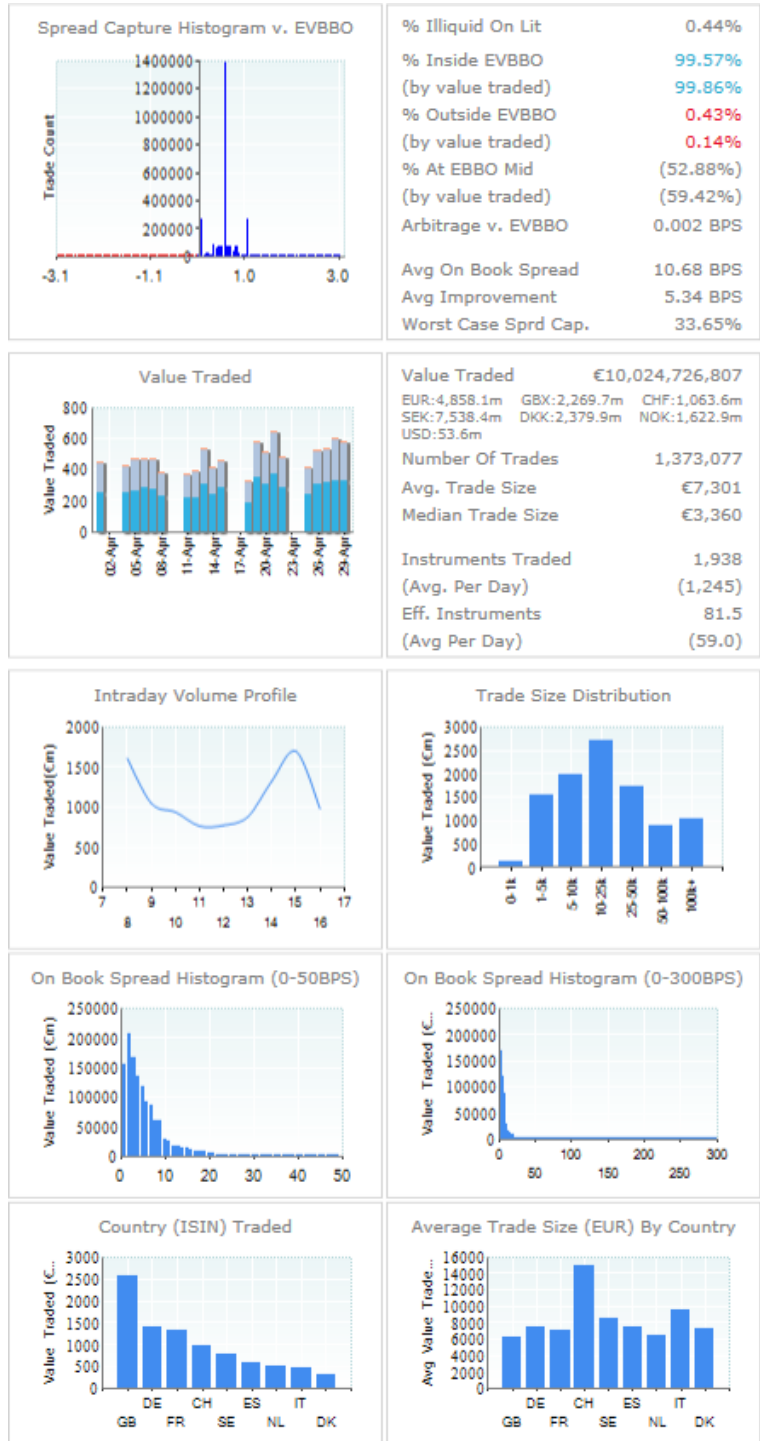 Spread Capture Histogram v. EVBBO
1400000
1200000
1000000
800000
600000
400000
200000
0
Trade Count
-3.1 -1.1 1.0 3.0
% Illiquid On Lit 0.44%
% Inside EVBBO 99.57%
(by value traded) 99.86%
% Outside EVBBO 0.43%
(by value traded) 0.14%
% At EBBO Mid (52.88%)
(by value traded) (59.42%)
Arbitrage v. EVBBO 0.002 BPS
Avg On Book Spread 10.68 BPS
Avg Improvement 5.34 BPS
Worst Case Sprd Cap. 33.65%
Value Traded
800
600
400
200
0
Value Traded
02-Apr 05-Apr 08-Apr 11-Apr 14-Apr 17-Apr 20-Apr 23-Apr 26-Apr 29-Apr
Value Traded €10,024,726,807
EUR:4,858.1m GBX:2,269.7m CHF:1,063.6m
SEK:7,538.4m DKK:2,379.9m NOK:1,622.9m
USD:53.6m
Number Of Trades 1,373,077
Avg. Trade Size €7,301
Median Trade Size €3,360
Instruments Traded 1,938
(Avg. Per Day) (1,245)
Eff. Instruments 81.5
(Avg Per Day) (59.0)
Intraday Volume Profile
2000
1500
1000
500
0
Value Traded(€m)
7 9 11 13 15 17
8 10 12 14 16
Trade Size Distribution
3000
2500
2000
1500
1000
500
0
Value Traded (€m)
0-1k 1-5k 5-10k 10-25k 25-50k 50-100k 100k+
On Book Spread Histogram (0-50BPS)
250000
200000
150000
100000
50000
0
Value Traded (€m)
0 10 20 30 40 50
On Book Spread Histogram (0-300BPS)
250000
200000
150000
100000
50000
0
Value Traded (€...
0 100 200 300
50 150 250
Country (ISIN) Traded
3000
2500
2000
1500
1000
500
0
Value Traded (€...
DE CH ES IT
GB FR SE NL DK
Average Trade Size (EUR) By Country
16000
14000
12000
10000
8000
6000
4000
2000
0
Avg Value Trade...
DE CH ES IT
GB FR SE NL DK